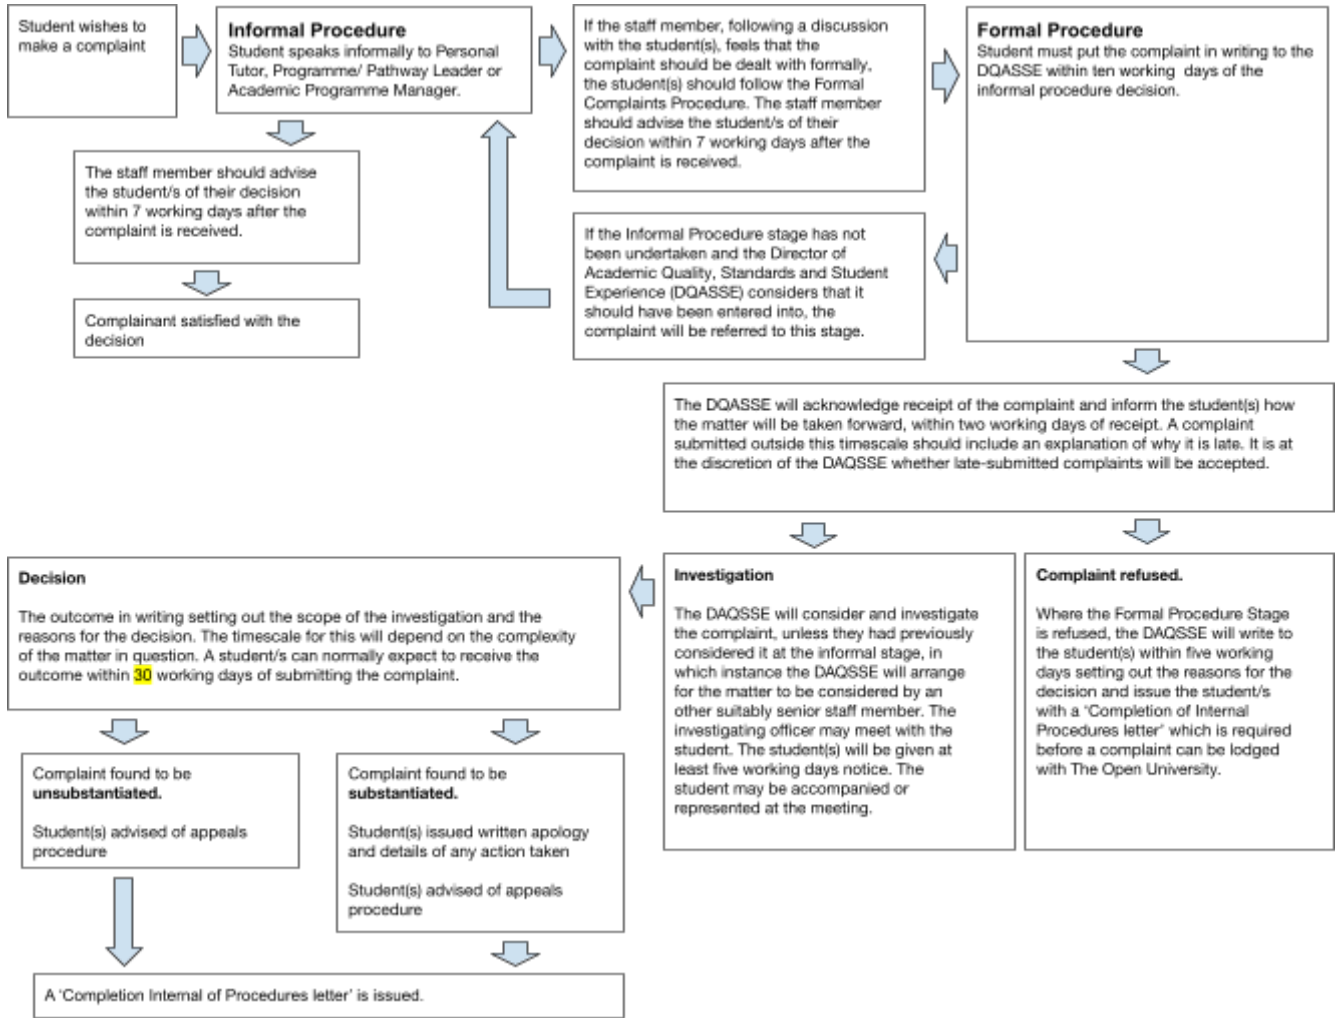 Student wishes to
make a complaint
Informal Procedure
Student speaks informally to Personal
Tutor, Programme/ Pathway Leader or
Academic Programme Manager.
If the staff member, following a discussion
with the student(s), feels that the
complaint should be dealt with formally,
the student(s) should follow the Formal
Complaints Procedure. The staff member
should advise the student/s of their
decision within 7 working days after the
complaint is received.
Formal Procedure
Student must put the complaint in writing to the
DQASSE within ten working days of the
informal procedure decision.
The staff member should advise
the student/s of their decision
within 7 working days after the
complaint is received.
Complainant satisfied with the
decision
If the Informal Procedure stage has not
been undertaken and the Director of
Academic Quality, Standards and Student
Experience (DQASSE) considers that it
should have been entered into, the
complaint will be referred to this stage.
The DQASSE will acknowledge receipt of the complaint and inform the student(s) how
the matter will be taken forward, within two working days of receipt. A complaint
submitted outside this timescale should include an explanation of why it is late. It is at
the discretion of the DAQSSE whether late-submitted complaints will be accepted.
Decision
The outcome in writing setting out the scope of the investigation and the
reasons for the decision. The timescale for this will depend on the complexity
of the matter in question. A student/s can normally expect to receive the
outcome within 30 working days of submitting the complaint.
Investigation
The DAQSSE will consider and investigate
the complaint, unless they had previously
considered it at the informal stage, in
which instance the DAQSSE will arrange
for the matter to be considered by an
other suitably senior staff member. The
investigating officer may meet with the
student. The student(s) will be given at
least five working days notice. The
student may be accompanied or
represented at the meeting.
Complaint refused.
Where the Formal Procedure Stage
is refused, the DAQSSE will write to
the student(s) within five working
days setting out the reasons for the
decision and issue the student/s
with a 'Completion of Internal
Procedures letter' which is required
before a complaint can be lodged
with The Open University.
Complaint found to be
unsubstantiated.
Student(s) advised of appeals
procedure
Complaint found to be
substantiated.
Student(s) issued written apology
and details of any action taken
Student(s) advised of appeals
procedure
A 'Completion Internal of Procedures letter' is issued.